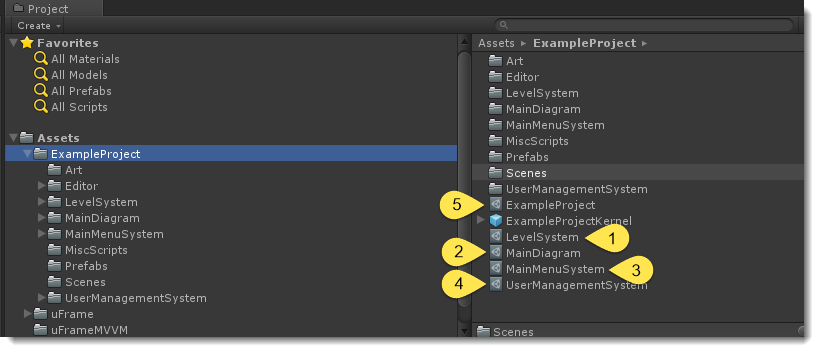 Project
Create
Favorites
All Materials
All Models
All Prefabs
All Scripts
Assets
ExampleProject
Art
Editor
LevelSystem
MainDiagram
MainMenuSystem
MiscScripts
Prefabs
Scenes
UserManagementSystem
uFrame
uFrameMVVM
Assets ExampleProject
Art
Editor
LevelSystem
MainDiagram
MainMenuSystem
MiscScripts
Prefabs
Scenes
UserManagementSystem
5 ExampleProject
ExampleProjectKernel
LevelSystem 1
2 MainDiagram
MainMenuSystem 3
4 UserManagementSystem
Scenes